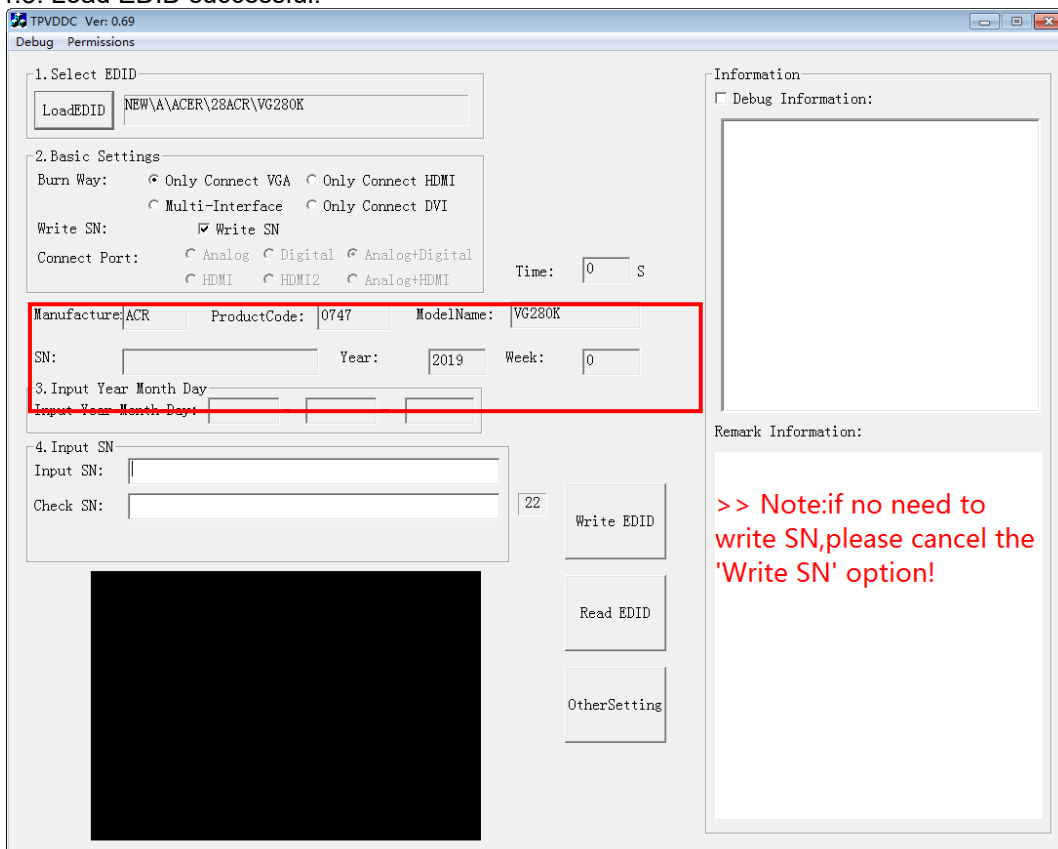 TPVDDC Ver: 0.69
Debug Permissions
1.Select EDID
LoadEDID NEW\A\ACER\28ACR\VG280K
2.Basic Settings
Burn Way: Only Connect VGA Only Connect HDMI
Multi-Interface Only Connect DVI
Write SN: Write SN
Connect Port: Analog Digital Analog+Digital
HDMI HDMI2 Analog+HDMI
Time: 0 S
Manufacture: ACR ProductCode: 0747 ModelName: VG280K
SN: Year: 2019 Week: 0
3.Input Year Month Day
Input Year Month Day: - -
4.Input SN
Input SN:
Check SN: 22
Write EDID
Read EDID
OtherSetting
Information
Debug Information:
Remark Information:
>> Note:if no need to
write SN,please cancel the
'Write SN' option!